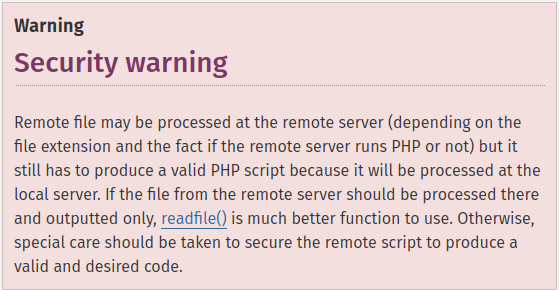 Warning
Security warning
Remote file may be processed at the remote server (depending on the
file extension and the fact if the remote server runs PHP or not) but it
still has to produce a valid PHP script because it will be processed at the
local server. If the file from the remote server should be processed there
and outputted only, readfile() is much better function to use. Otherwise,
special care should be taken to secure the remote script to produce a
valid and desired code.